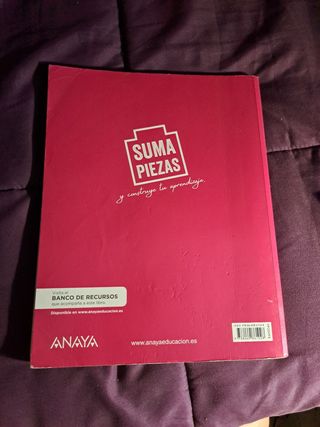 SUMA
PIEZAS
y construye tu aprendizaje.
Visita el
BANCO DE RECURSOS
que acompaña a este libro.
Disponible en www.anayaeducacion.es
ANAYA
www.anayaeducacion.es